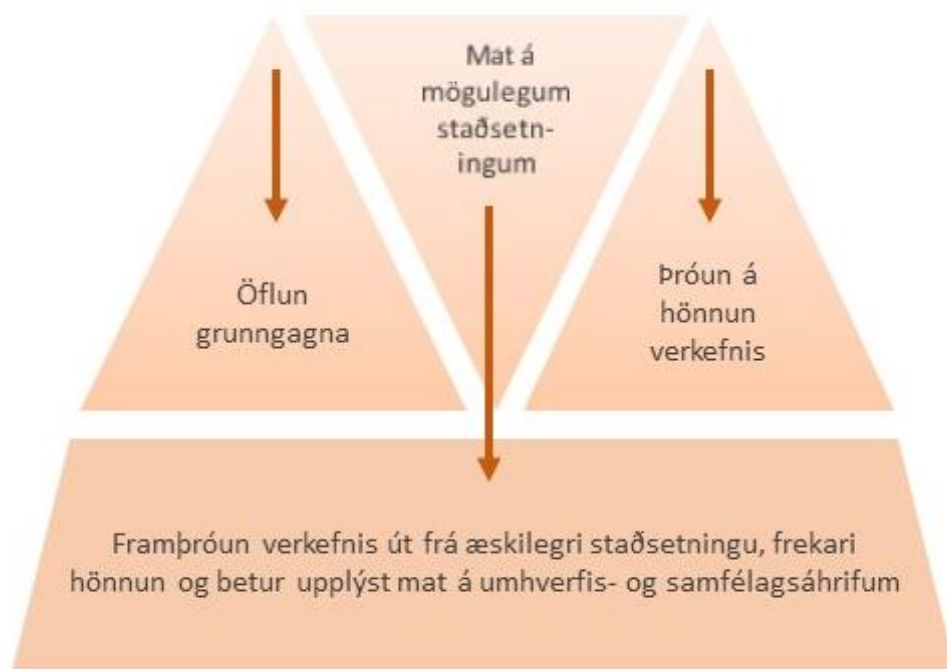 Mat á
mögulegum
staðsetn-
ingum
Öflun
grunngagna
Þróun á
hönnun
verkefnis
Framþróun verkefnis út frá æskilegri staðsetningu, frekari
hönnun og betur upplýst mat á umhverfis- og samfélagsáhrifum